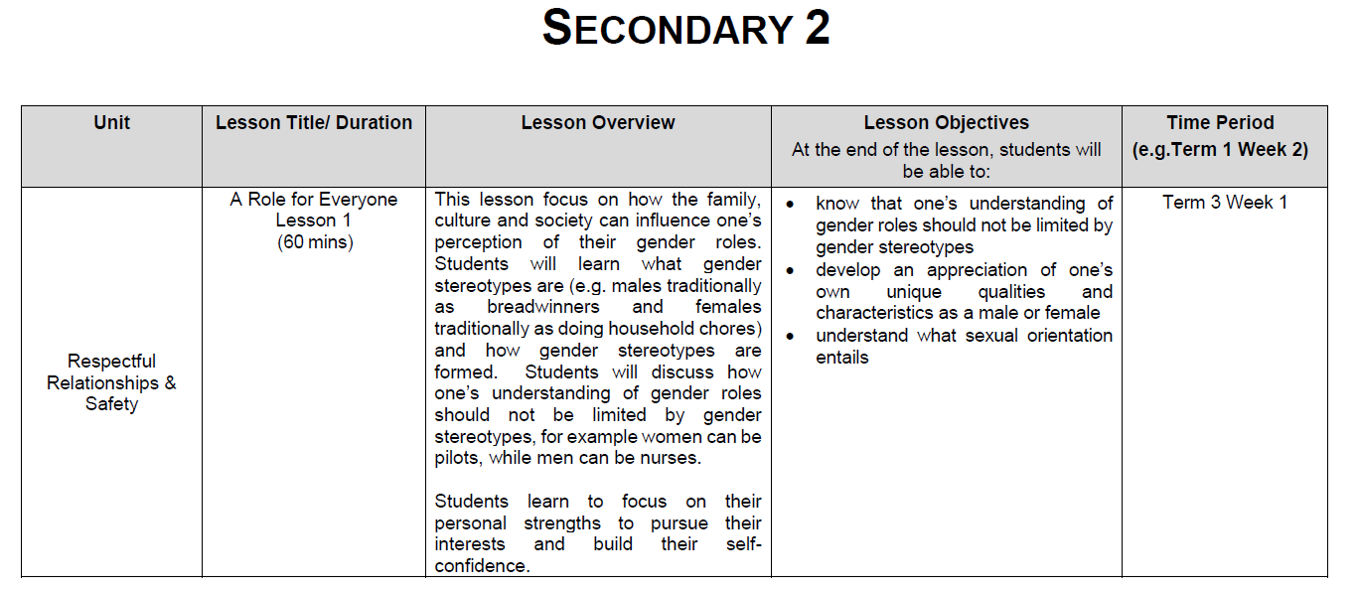 SECONDARY 2
Unit
Lesson Title/ Duration
Lesson Overview
Lesson Objectives
At the end of the lesson, students will
be able to:
Time Period
(e.g.Term 1 Week 2)
Respectful
Relationships &
Safety
A Role for Everyone
Lesson 1
(60 mins)
This lesson focus on how the family,
culture and society can influence one’s
perception of their gender roles.
Students will learn what gender
stereotypes are (e.g. males traditionally
as breadwinners and females
traditionally as doing household chores)
and how gender stereotypes are
formed. Students will discuss how
one’s understanding of gender roles
should not be limited by gender
stereotypes, for example women can be
pilots, while men can be nurses.
Students learn to focus on their
personal strengths to pursue their
interests and build their self-
confidence.
• know that one’s understanding of
gender roles should not be limited by
gender stereotypes
• develop an appreciation of one’s
own unique qualities and
characteristics as a male or female
• understand what sexual orientation
entails
Term 3 Week 1